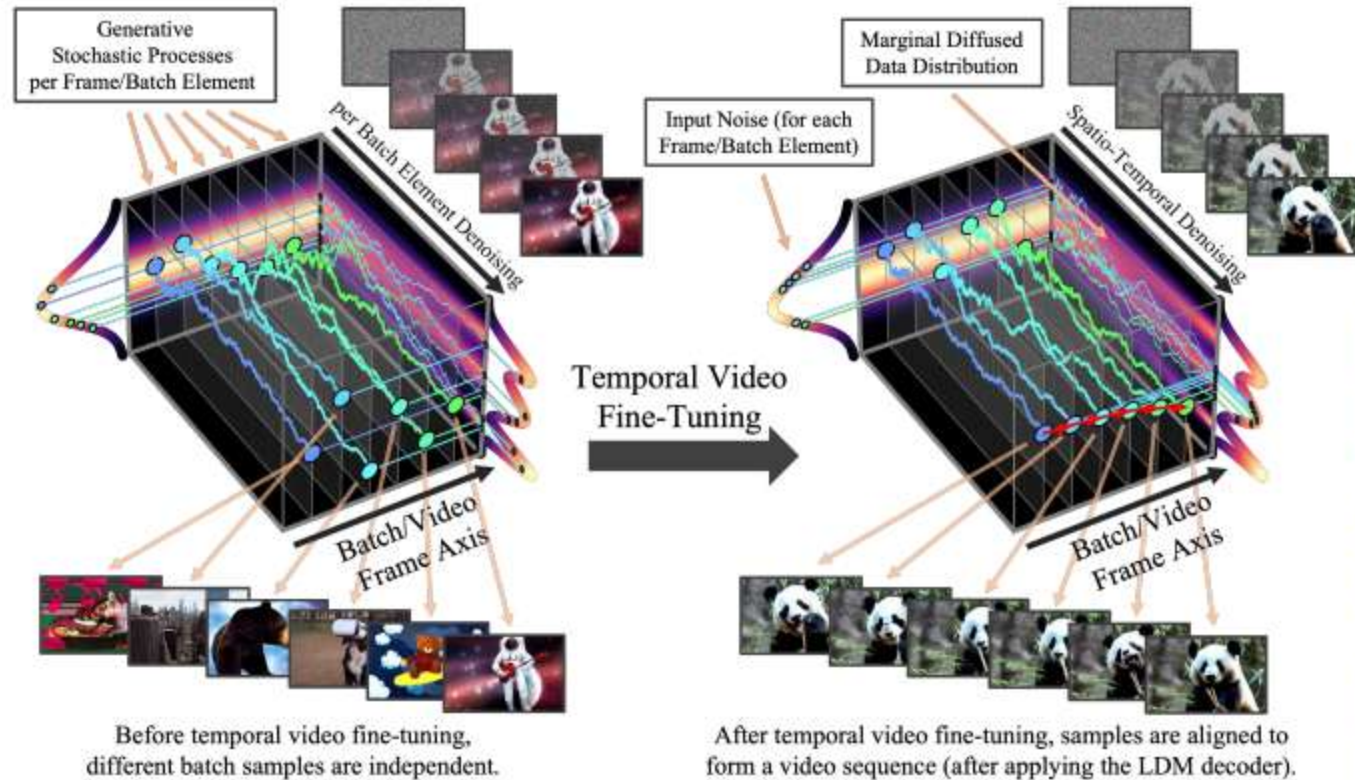 Generative
Stochastic Processes
per Frame/Batch Element
per Batch Element Denoising
Input Noise (for each
Frame/Batch Element)
Marginal Diffused
Data Distribution
Spatio-Temporal Denoising
Temporal Video
Fine-Tuning
Batch/Video
Frame Axis
Batch/Video
Frame Axis
Before temporal video fine-tuning,
different batch samples are independent.
After temporal video fine-tuning, samples are aligned to
form a video sequence (after applying the LDM decoder).